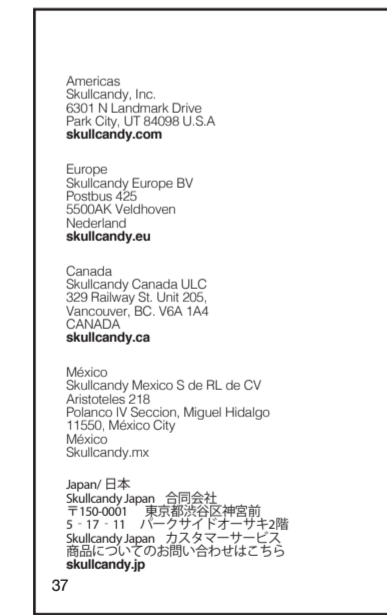 Americas
Skullcandy, Inc.
6301 N Landmark Drive
Park City, UT 84098 U.S.A
skullcandy.com
Europe
Skullcandy Europe BV
Postbus 425
5500AK Veldhoven
Nederland
skullcandy.eu
Canada
Skullcandy Canada ULC
329 Railway St. Unit 205,
Vancouver, BC. V6A 1A4
CANADA
skullcandy.ca
México
Skullcandy Mexico S de RL de CV
Aristoteles 218
Polanco IV Seccion, Miguel Hidalgo
11550, México City
México
Skullcandy.mx
Japan/ 日本
Skullcandy Japan 合同会社
〒150-0001 東京都渋谷区神宮前
5‐17‐11 パークサイドオーサキ2階
Skullcandy Japan カスタマーサービス
商品についてのお問い合わせはこちら
skullcandy.jp
37